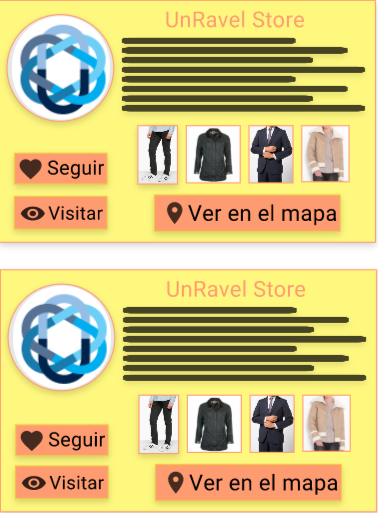 UnRavel Store
Seguir
Visitar
Ver en el mapa
UnRavel Store
Seguir
Visitar
Ver en el mapa